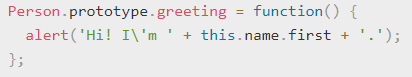 Person.prototype.greeting = function() {
  alert('Hi! I\'m ' + this.name.first + '.');
};